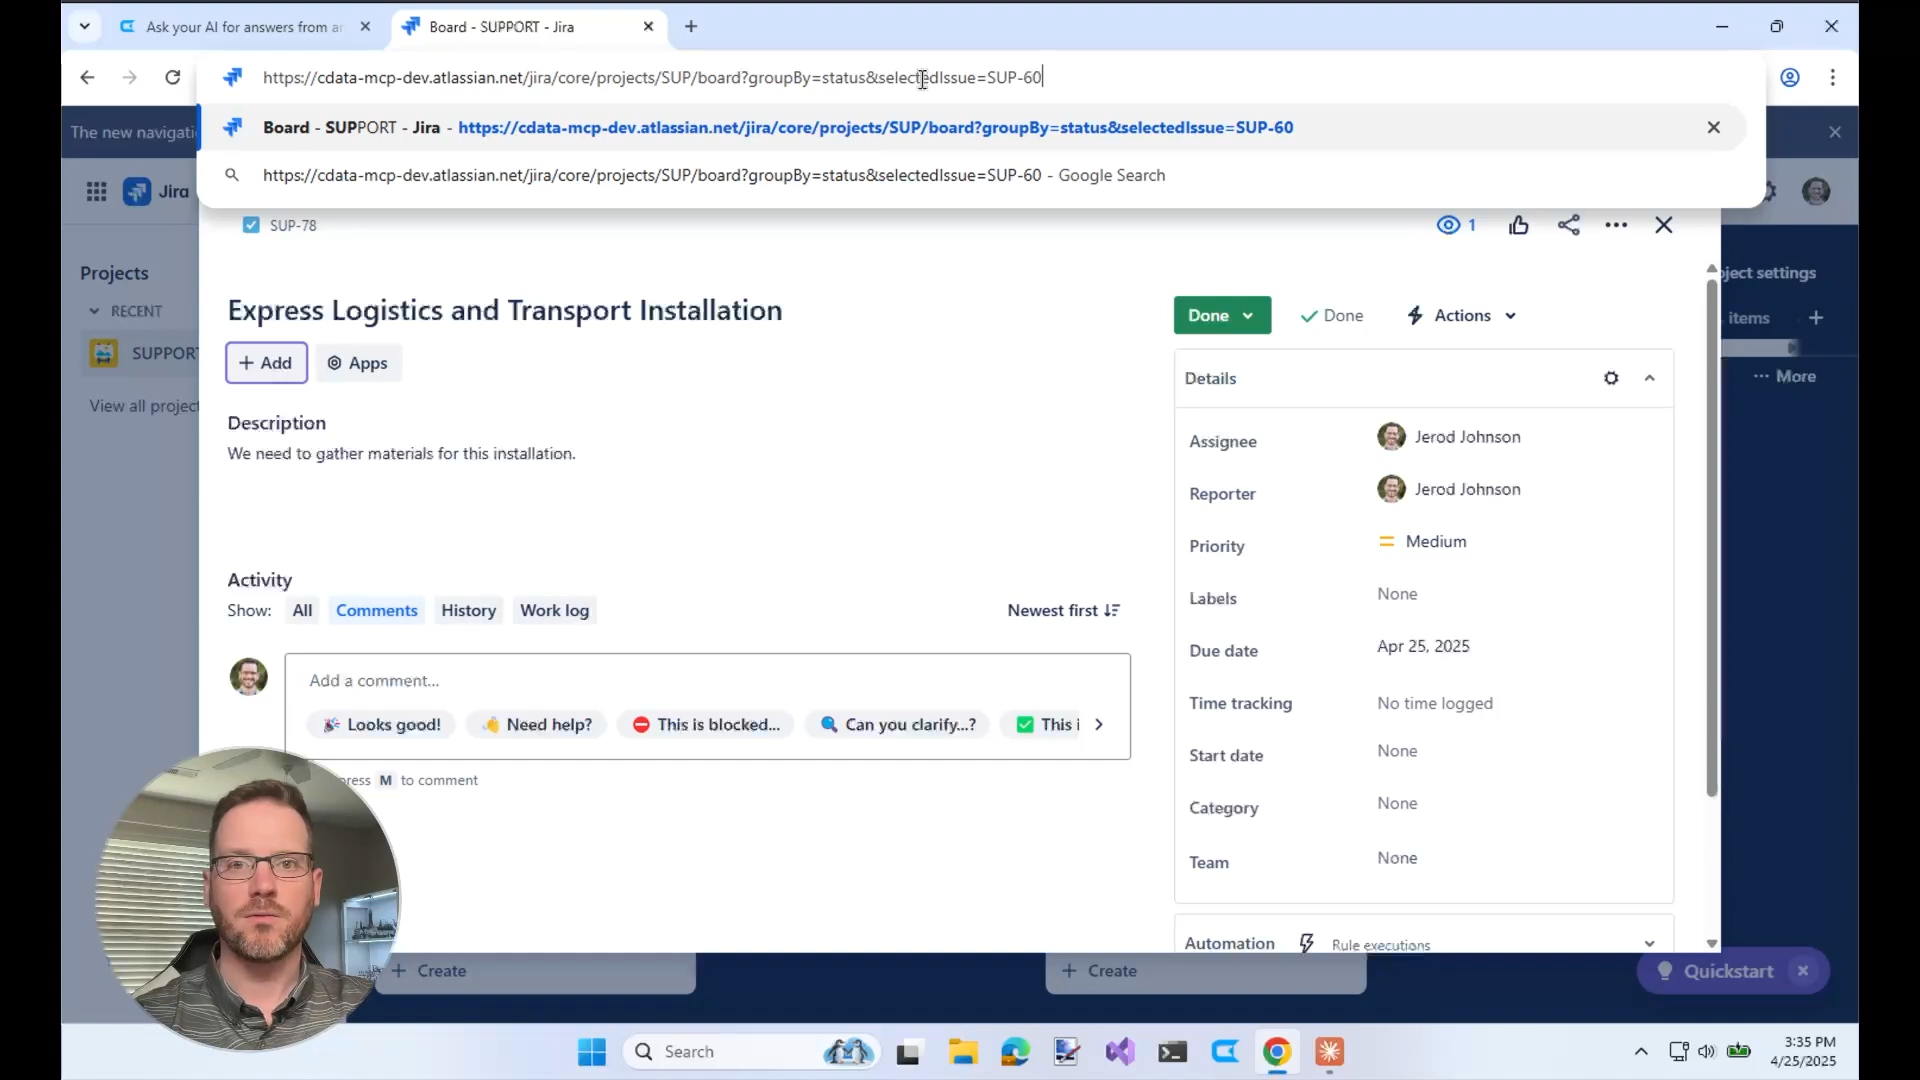 Ask your AI for answers from an
Board - SUPPORT - Jira
https://cdata-mcp-dev.atlassian.net/jira/core/projects/SUP/board?groupBy=status&selectedIssue=SUP-60
The new navigati
Board - SUPPORT - Jira - https://cdata-mcp-dev.atlassian.net/jira/core/projects/SUP/board?groupBy=status&selectedIssue=SUP-60
https://cdata-mcp-dev.atlassian.net/jira/core/projects/SUP/board?groupBy=status&selectedIssue=SUP-60 - Google Search
Jira
SUP-78
1
Projects
RECENT
SUPPORT
View all project
ject settings
items
More
Express Logistics and Transport Installation
Add
Apps
Description
We need to gather materials for this installation.
Activity
Show: All Comments History Work log
Newest first
Add a comment...
Looks good! Need help? This is blocked... Can you clarify...? This i
press M to comment
Done
Done
Actions
Details
Assignee Jerod Johnson
Reporter Jerod Johnson
Priority Medium
Labels None
Due date Apr 25, 2025
Time tracking No time logged
Start date None
Category None
Team None
Automation Rule executions
Create
Create
Quickstart
Search
3:35 PM
4/25/2025